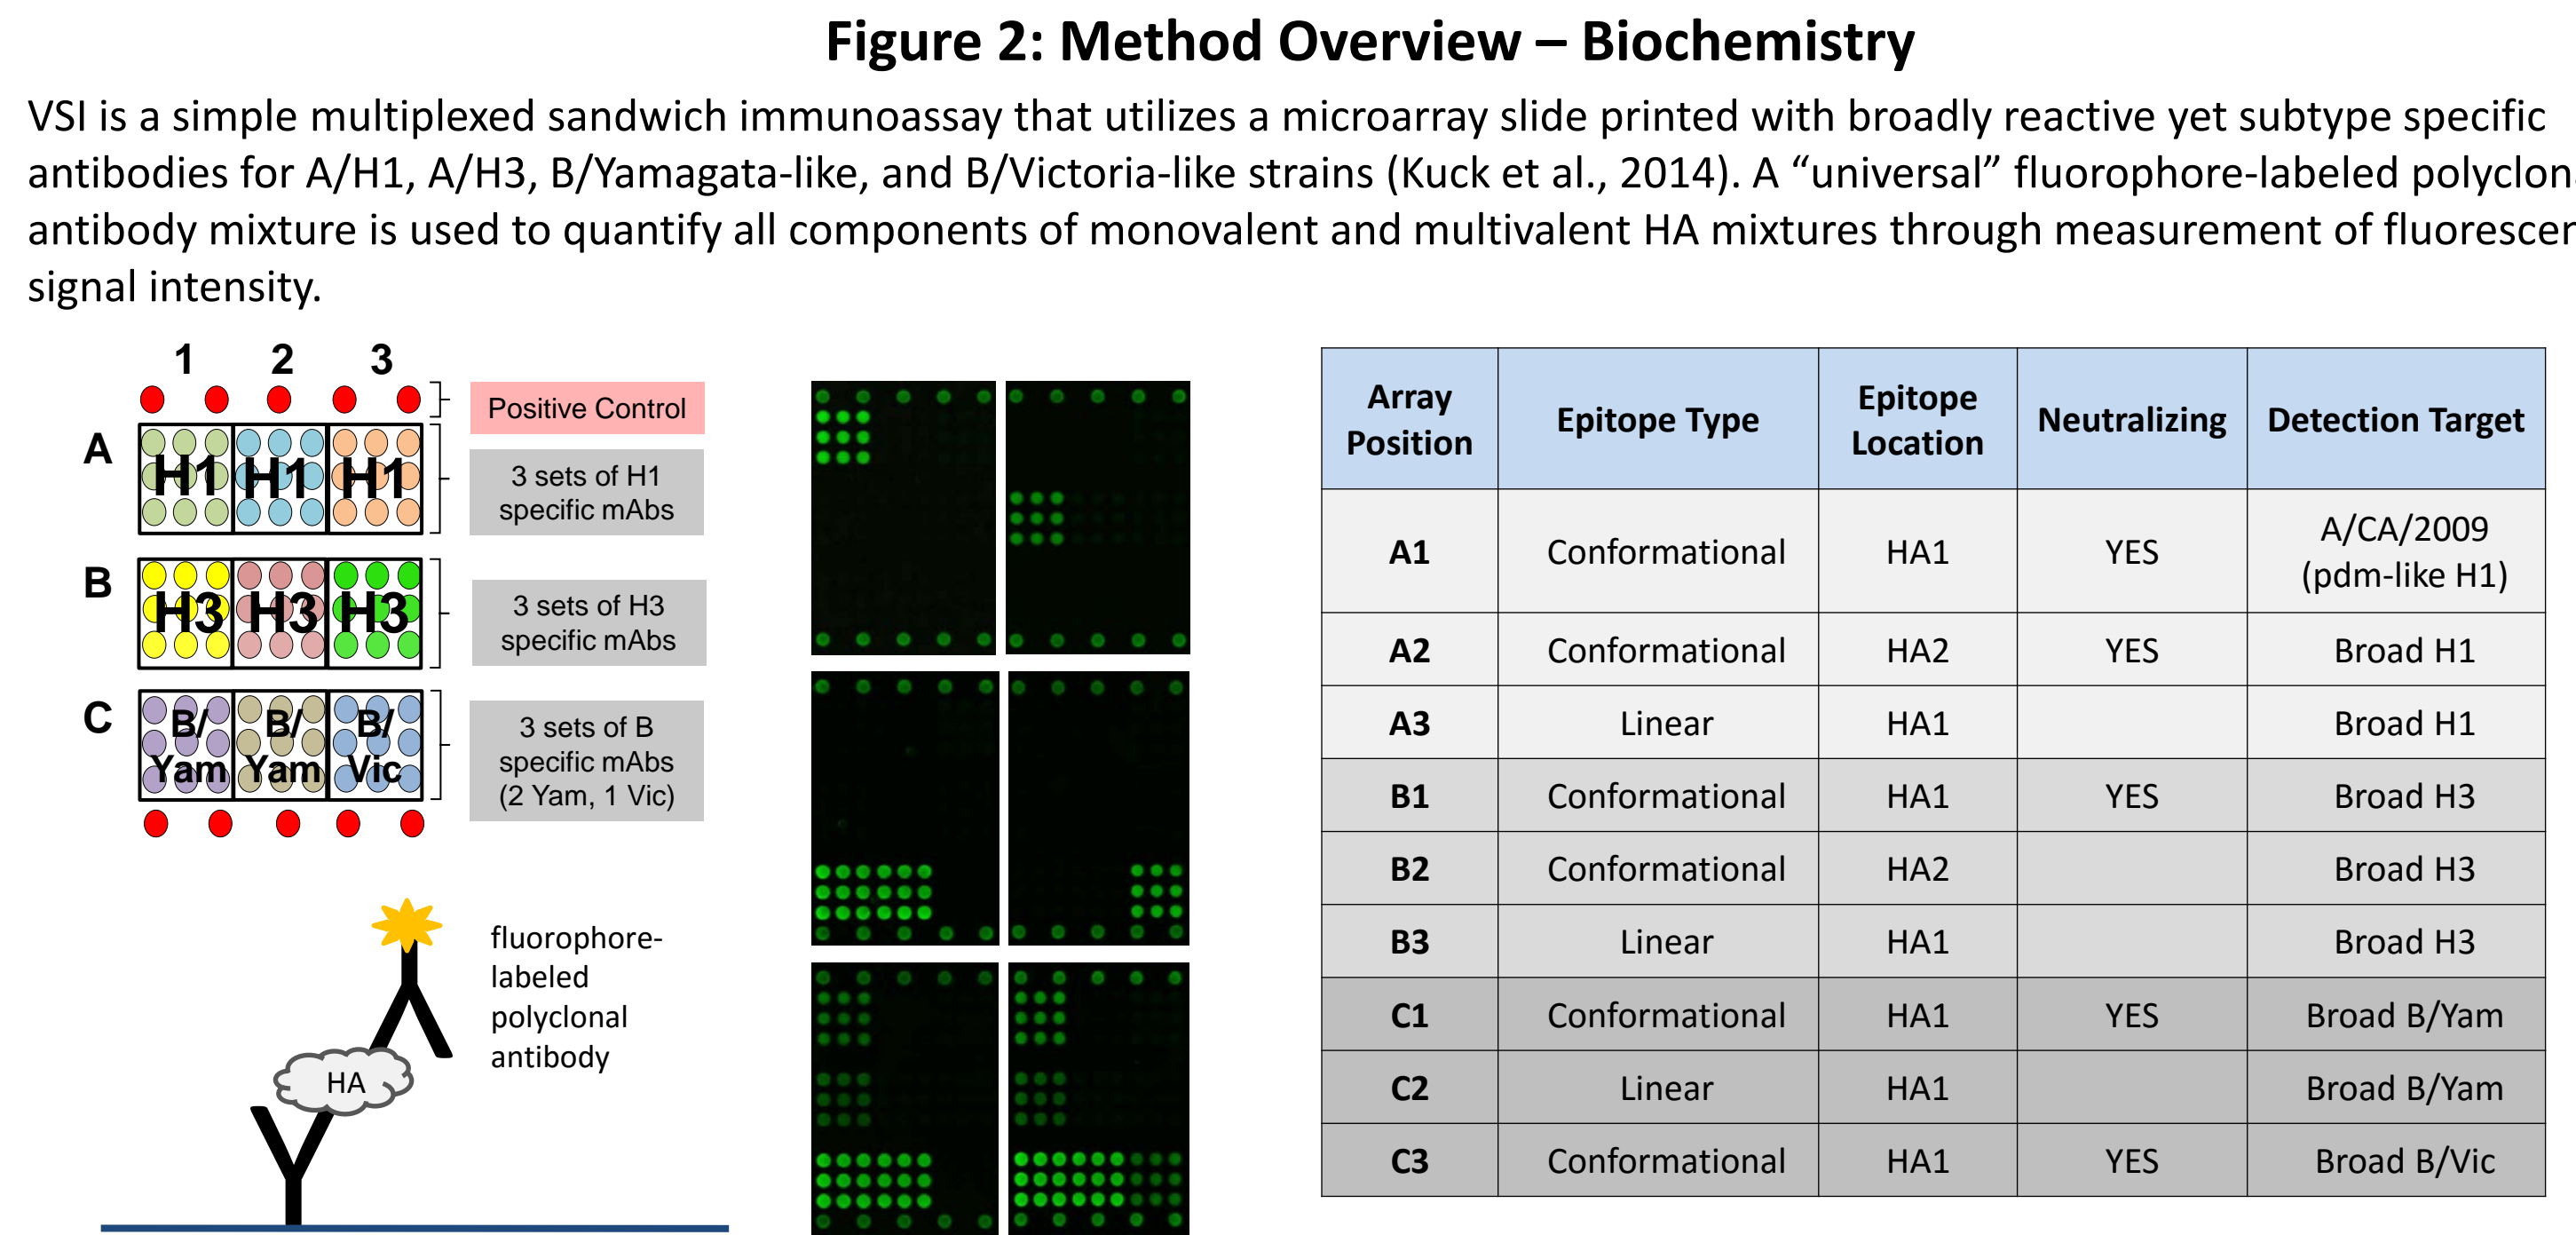 Figure 2: Method Overview – Biochemistry
VSI is a simple multiplexed sandwich immunoassay that utilizes a microarray slide printed with broadly reactive yet subtype specific
antibodies for A/H1, A/H3, B/Yamagata-like, and B/Victoria-like strains (Kuck et al., 2014). A “universal” fluorophore-labeled
antibody mixture is used to quantify all components of monovalent and multivalent HA mixtures through measurement of
signal intensity.
1 2 3
Positive Control
A
H1 H1 H1
3 sets of H1
specific mAbs
B
H3 H3 H3
3 sets of H3
specific mAbs
C
B/ B/ B/
Yam Yam Vic
3 sets of B
specific mAbs
(2 Yam, 1 Vic)
fluorophore-
labeled
polyclonal
antibody
HA
Array Position Epitope Type Epitope Location Neutralizing Detection Target
A1 Conformational HA1 YES A/CA/2009 (pdm-like H1)
A2 Conformational HA2 YES Broad H1
A3 Linear HA1 Broad H1
B1 Conformational HA1 YES Broad H3
B2 Conformational HA2 Broad H3
B3 Linear HA1 Broad H3
C1 Conformational HA1 YES Broad B/Yam
C2 Linear HA1 Broad B/Yam
C3 Conformational HA1 YES Broad B/Vic